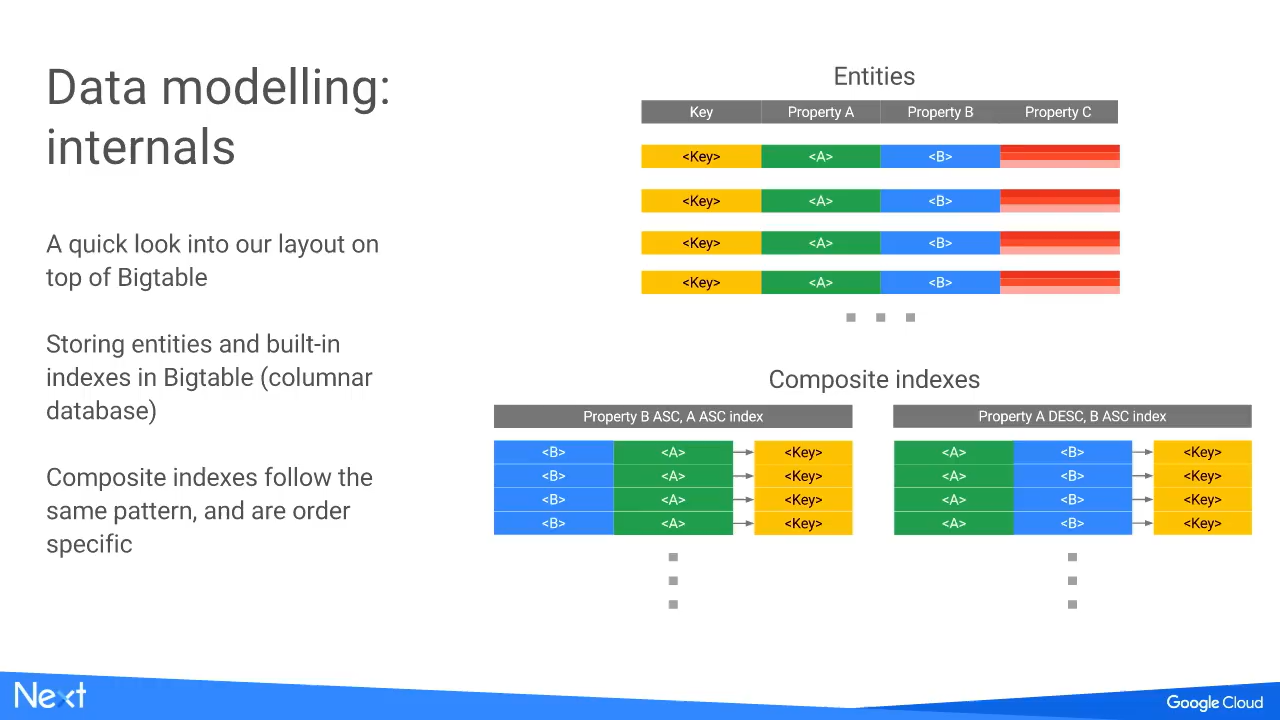 Data modelling:
internals
A quick look into our layout on
top of Bigtable
Storing entities and built-in
indexes in Bigtable (columnar
database)
Composite indexes follow the
same pattern, and are order
specific
Entities
Key Property A Property B Property C
<Key> <A> <B>
<Key> <A> <B>
<Key> <A> <B>
<Key> <A> <B>
Composite indexes
Property B ASC, A ASC index
<B> <A> <Key>
<B> <A> <Key>
<B> <A> <Key>
<B> <A> <Key>
Property A DESC, B ASC index
<A> <B> <Key>
<A> <B> <Key>
<A> <B> <Key>
<A> <B> <Key>
Next
Google Cloud